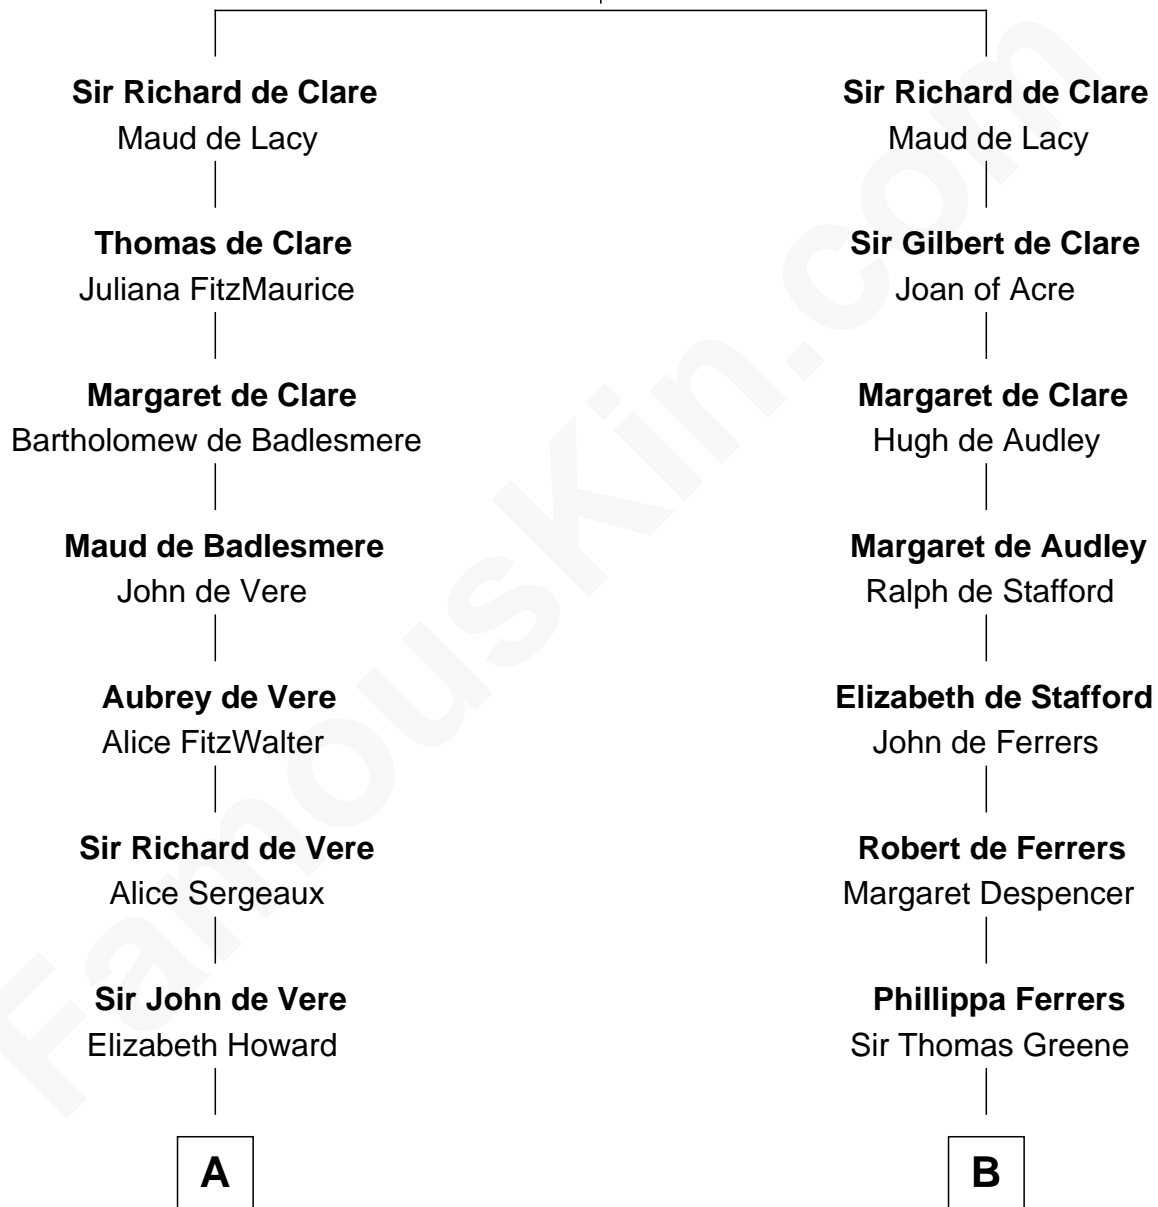 Sir Richard de Clare
Maud de Lacy
Thomas de Clare
Juliana FitzMaurice
Margaret de Clare
Bartholomew de Badlesmere
Maud de Badlesmere
John de Vere
Aubrey de Vere
Alice FitzWalter
Sir Richard de Vere
Alice Sergeaux
Sir John de Vere
Elizabeth Howard
A
Sir Richard de Clare
Maud de Lacy
Sir Gilbert de Clare
Joan of Acre
Margaret de Clare
Hugh de Audley
Margaret de Audley
Ralph de Stafford
Elizabeth de Stafford
John de Ferrers
Robert de Ferrers
Margaret Despencer
Phillippa Ferrers
Sir Thomas Greene
B
FamousKin.com